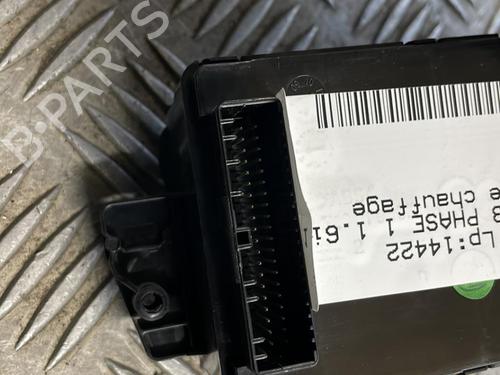 B-PARTS
Lp:14422
3 PHASE 1 1.6i
e chauffage